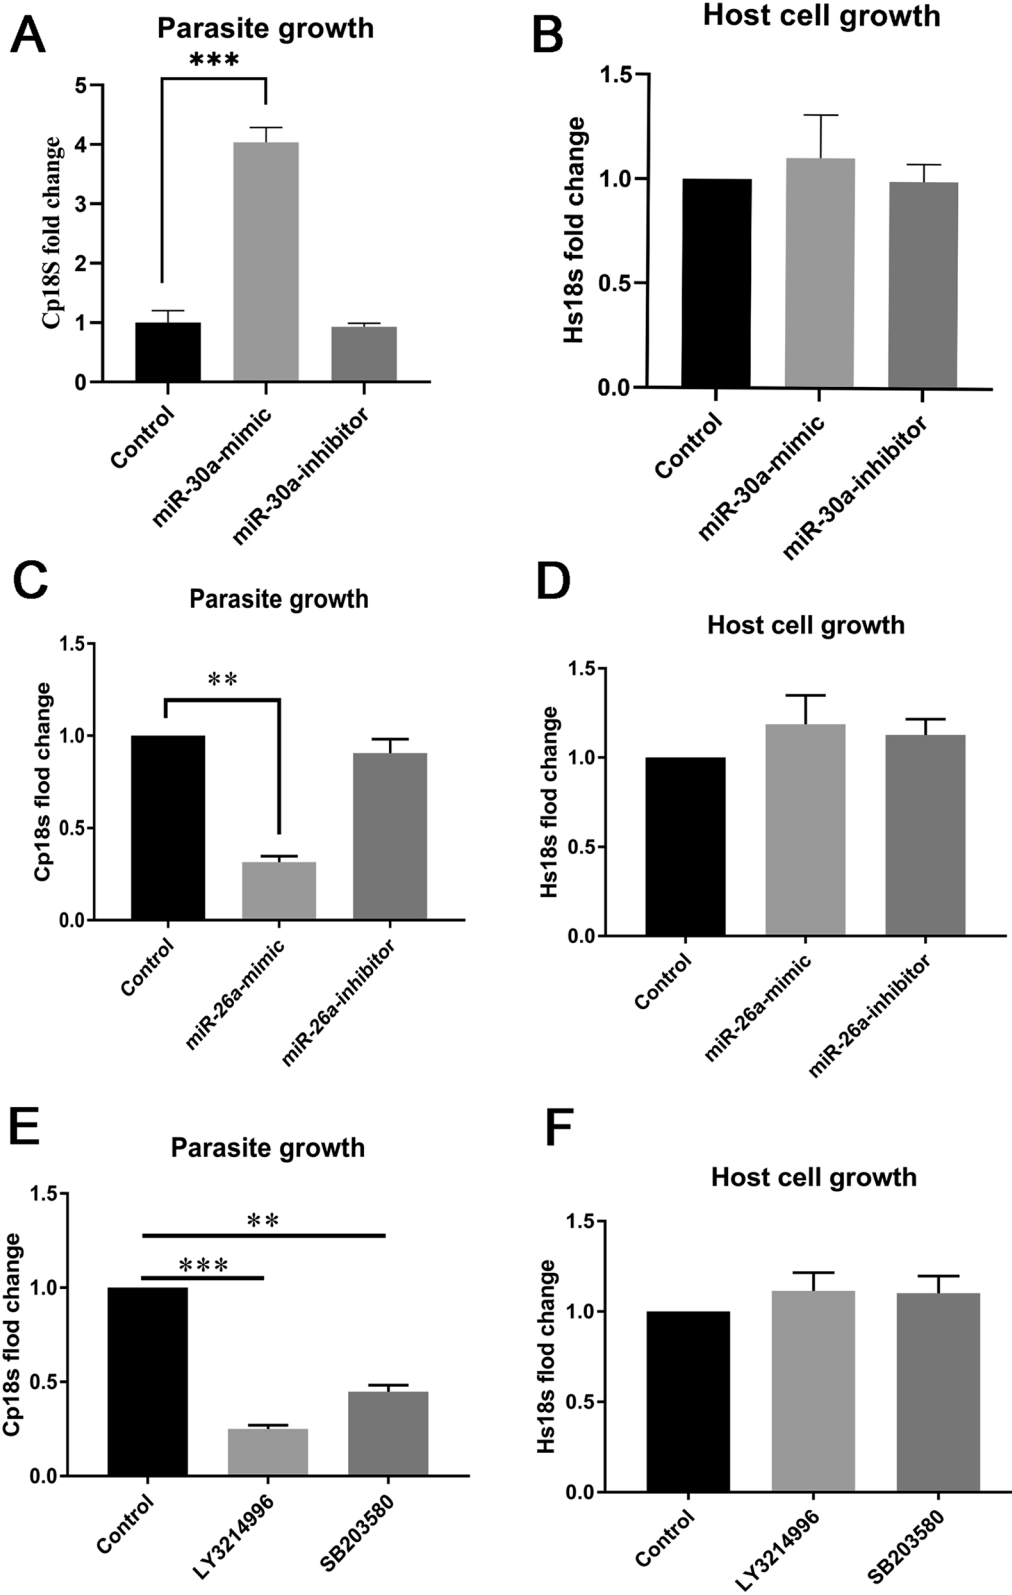 A
Parasite growth
***
Cp18S fold change
5
4
3
2
1
0
Control
miR-30a-mimic
miR-30a-inhibitor
B
Host cell growth
Hs18s fold change
1.5
1.0
0.5
0.0
Control
miR-30a-mimic
miR-30a-inhibitor
C
Parasite growth
**
Cp18s flod change
1.5
1.0
0.5
0.0
Control
miR-26a-mimic
miR-26a-inhibitor
D
Host cell growth
Hs18s flod change
1.5
1.0
0.5
0.0
Control
miR-26a-mimic
miR-26a-inhibitor
E
Parasite growth
**
***
Cp18s flod change
1.5
1.0
0.5
0.0
Control
LY3214996
SB203580
F
Host cell growth
Hs18s flod change
1.5
1.0
0.5
0.0
Control
LY3214996
SB203580